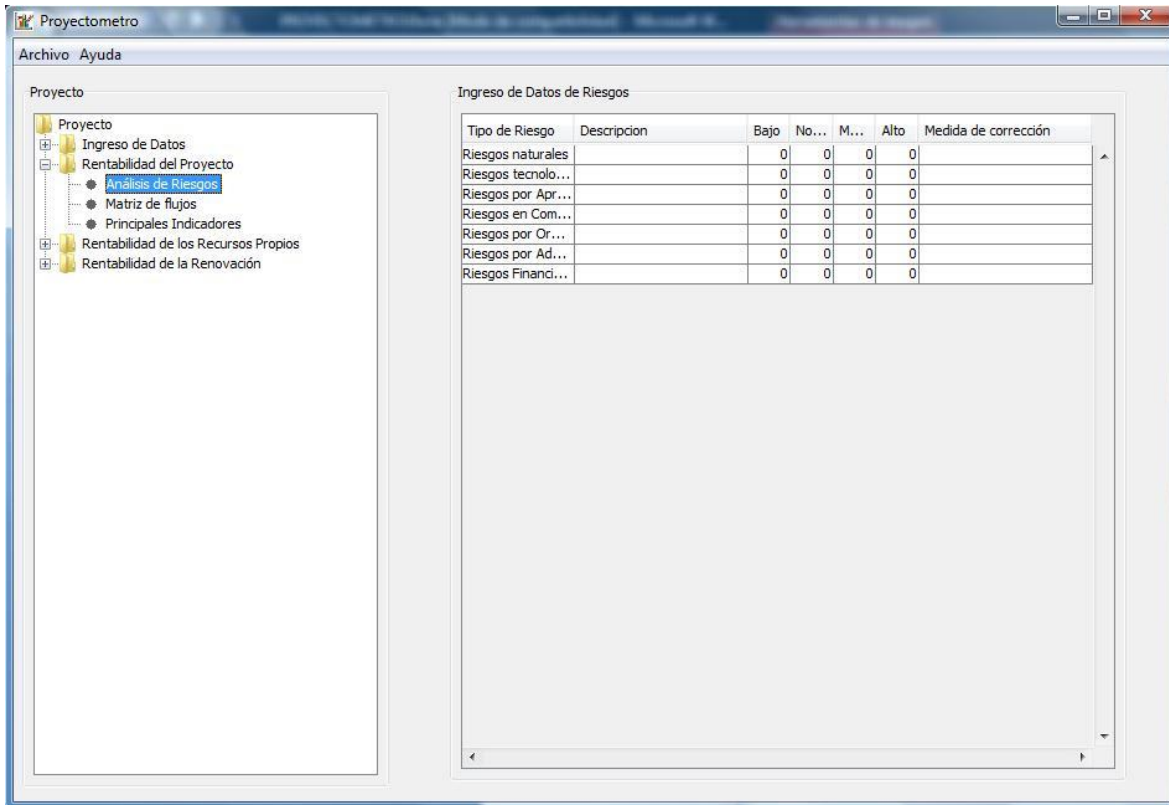 Proyectometro
Archivo Ayuda
Proyecto
Proyecto
Ingreso de Datos
Rentabilidad del Proyecto
Análisis de Riesgos
Matriz de flujos
Principales Indicadores
Rentabilidad de los Recursos Propios
Rentabilidad de la Renovación
Ingreso de Datos de Riesgos
Tipo de Riesgo Descripcion Bajo No... M... Alto Medida de corrección
Riesgos naturales 0 0 0 0
Riesgos tecnolo... 0 0 0 0
Riesgos por Apr... 0 0 0 0
Riesgos en Com... 0 0 0 0
Riesgos por Or... 0 0 0 0
Riesgos por Ad... 0 0 0 0
Riesgos Financi... 0 0 0 0